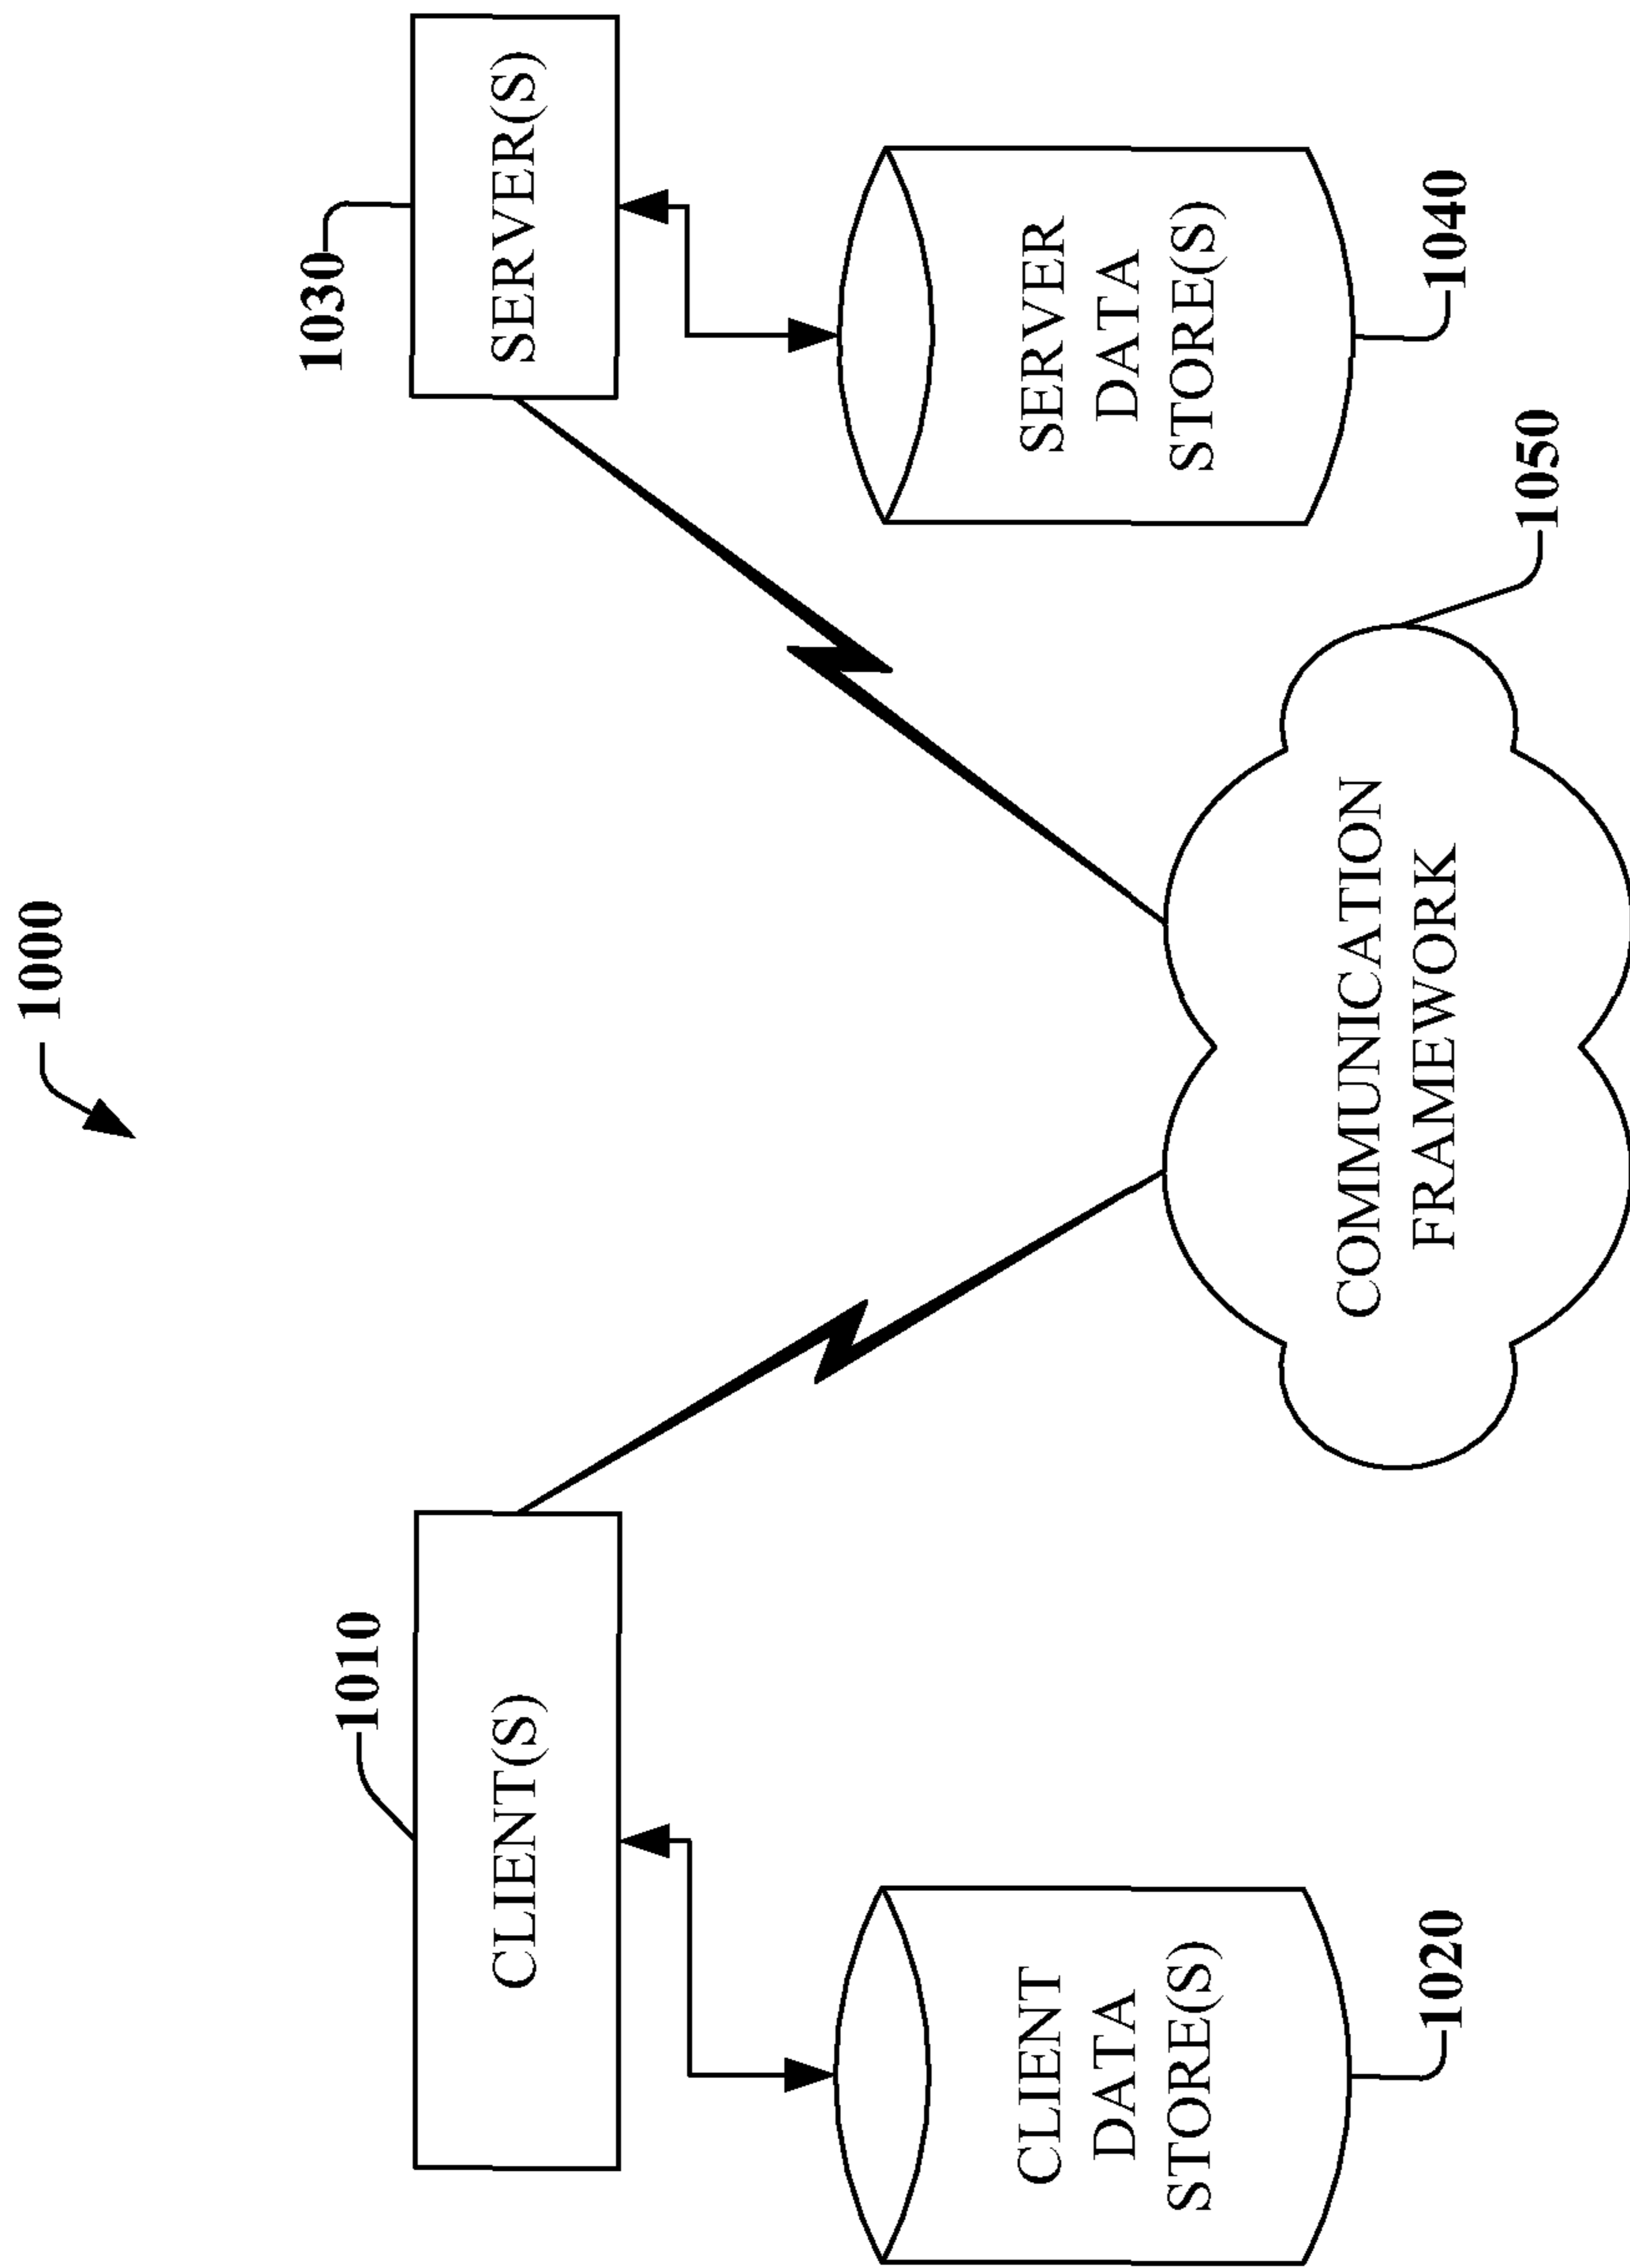 1000
1010
1030
CLIENT(S)
SERVER(S)
CLIENT
DATA
STORE(S)
SERVER
DATA
STORE(S)
COMMUNICATION
FRAMEWORK
1020
1040
1050